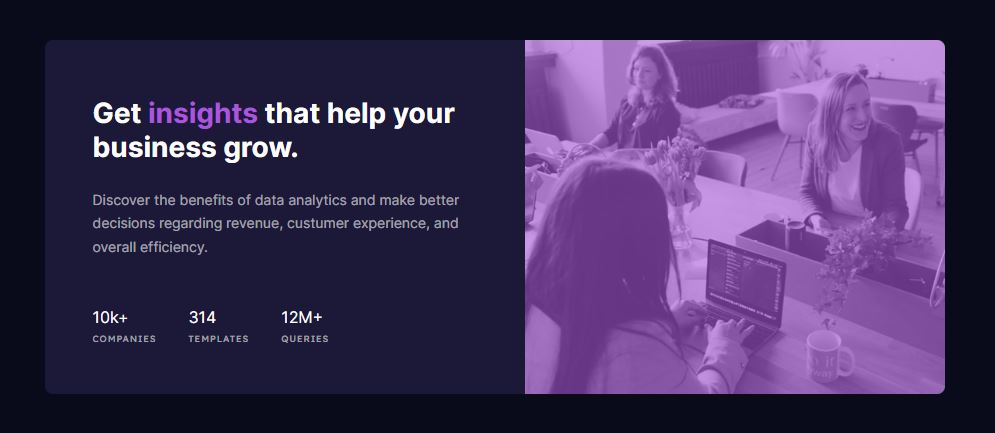 Get insights that help your
business grow.
Discover the benefits of data analytics and make better
decisions regarding revenue, custumer experience, and
overall efficiency.
10k+ 314 12M+
COMPANIES TEMPLATES QUERIES